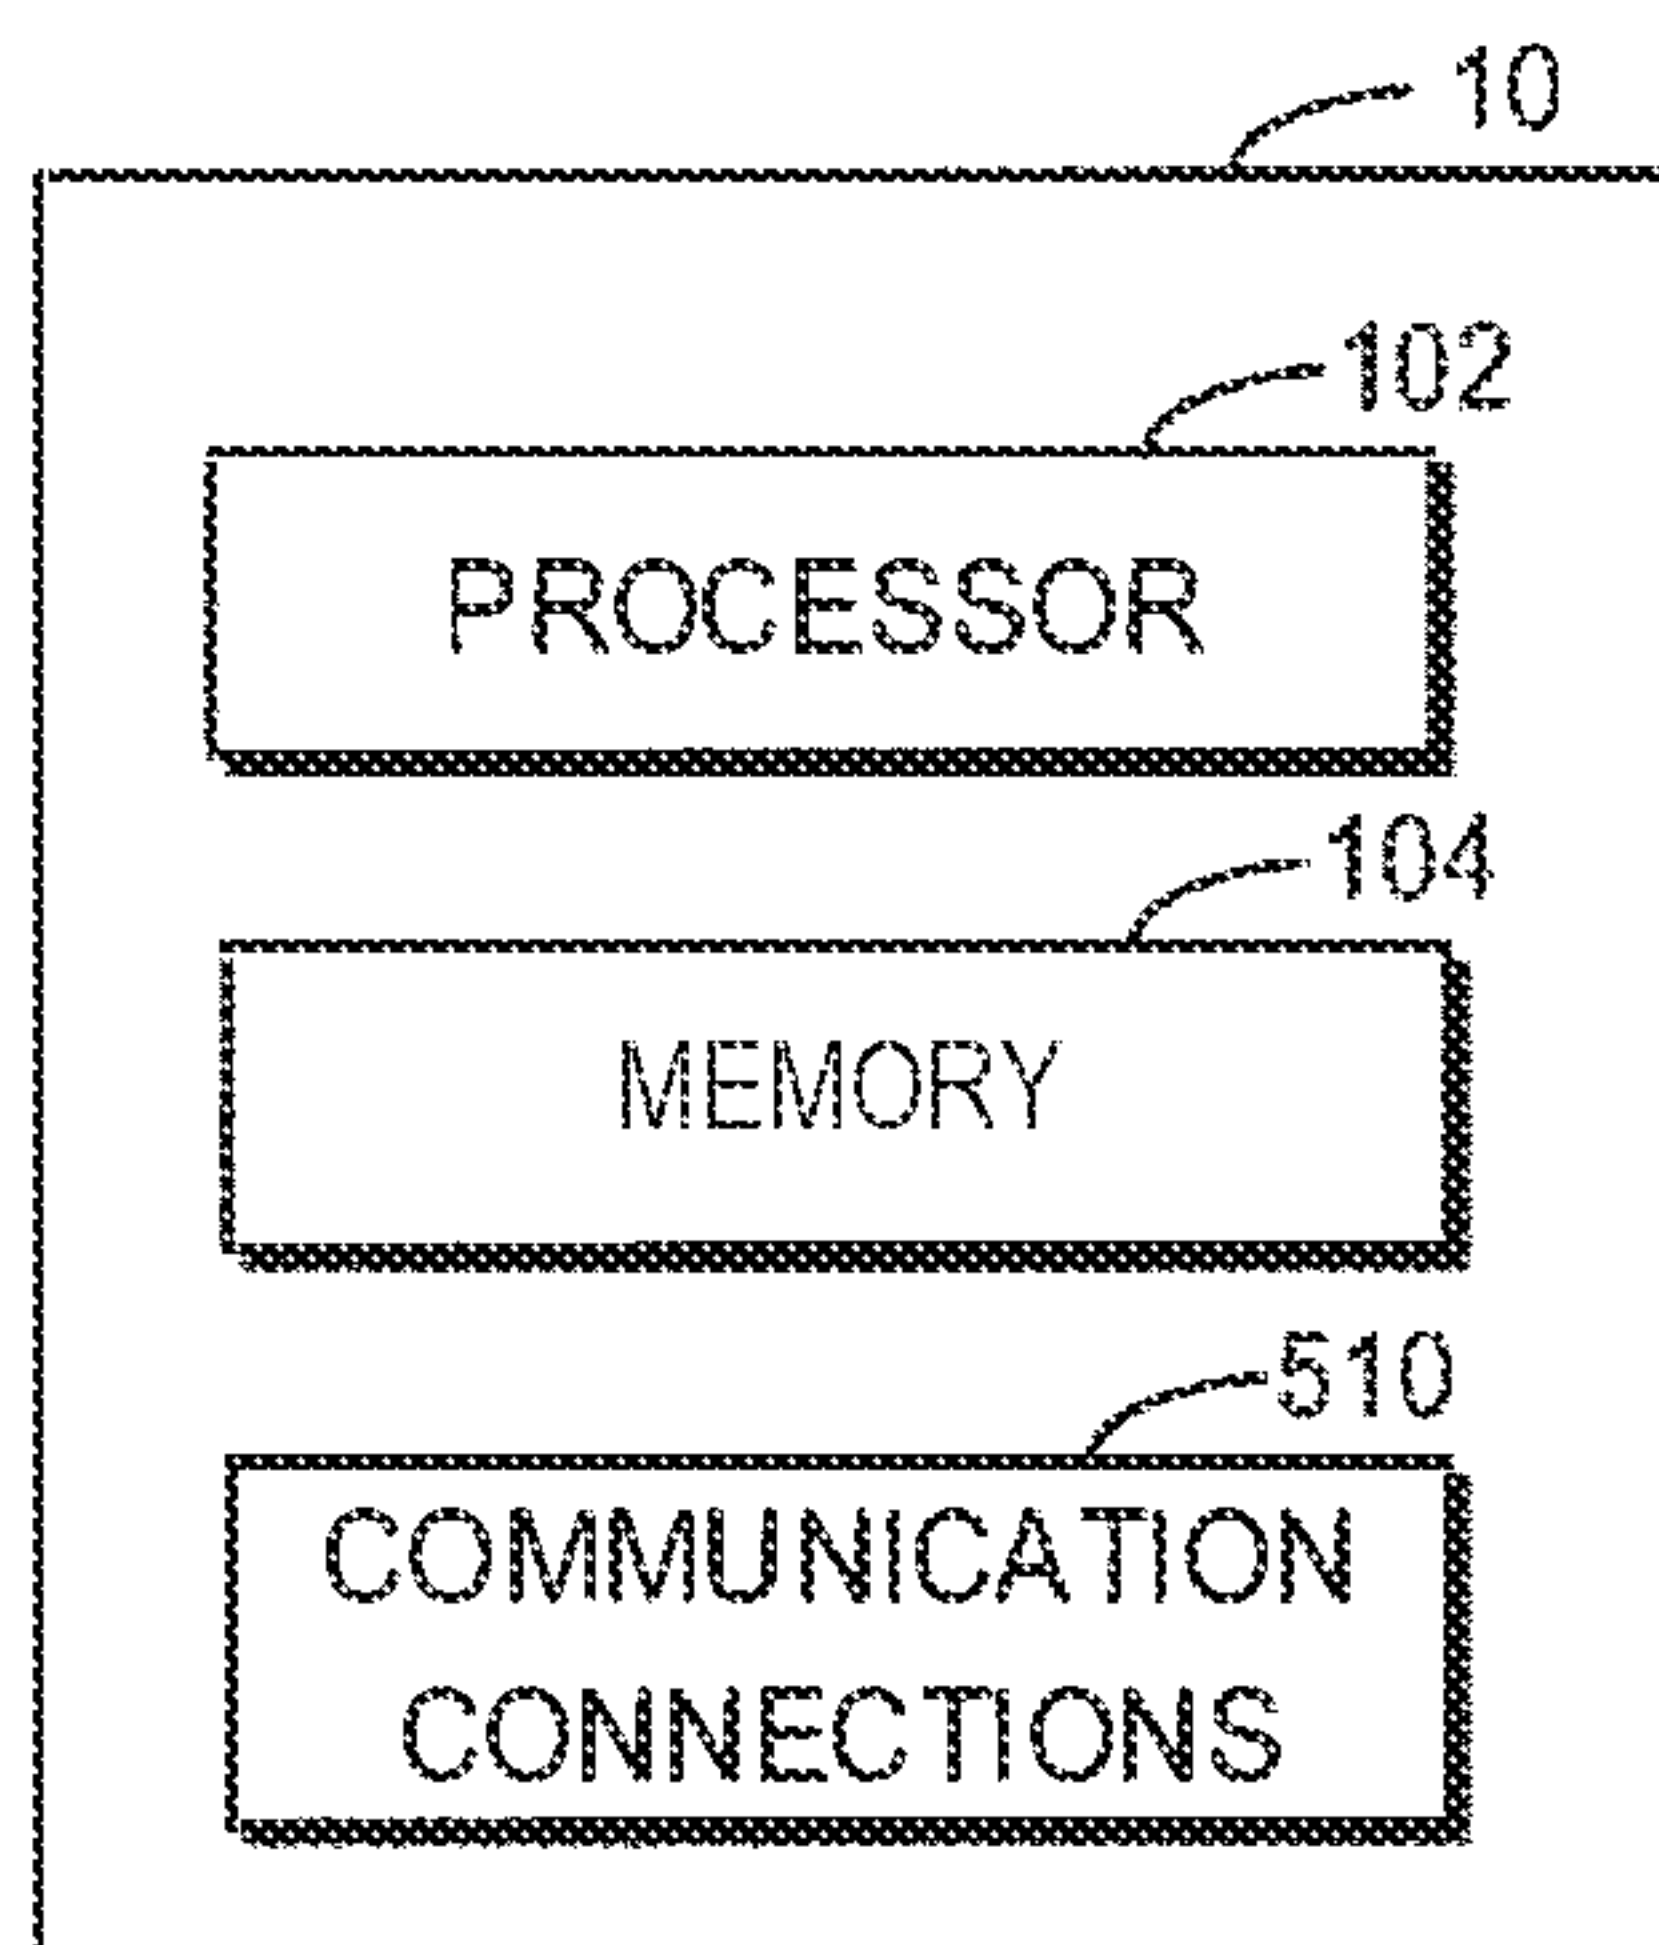 10
102
PROCESSOR
104
MEMORY
510
COMMUNICATION
CONNECTIONS